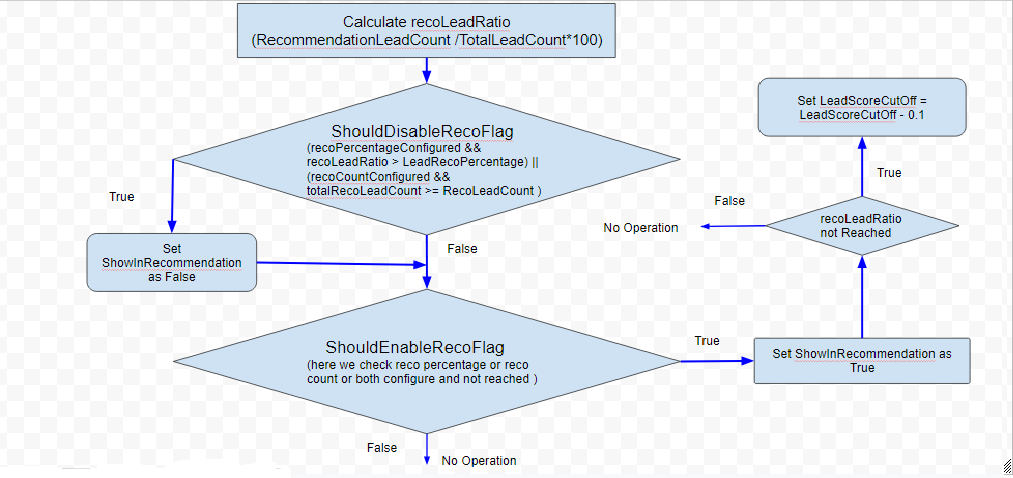 Calculate recoLeadRatio
(RecommendationLeadCount /TotalLeadCount*100)
ShouldDisableRecoFlag
(recoPercentageConfigured &&
recoLeadRatio > LeadRecoPercentage) ||
(recoCountConfigured &&
totalRecoLeadCount >= RecoLeadCount )
True
Set
ShowInRecommendation
as False
False
ShouldEnableRecoFlag
(here we check reco percentage or reco
count or both configure and not reached )
False
No Operation
True
Set ShowInRecommendation as
True
recoLeadRatio
not Reached
False
No Operation
True
Set LeadScoreCutOff =
LeadScoreCutOff - 0.1